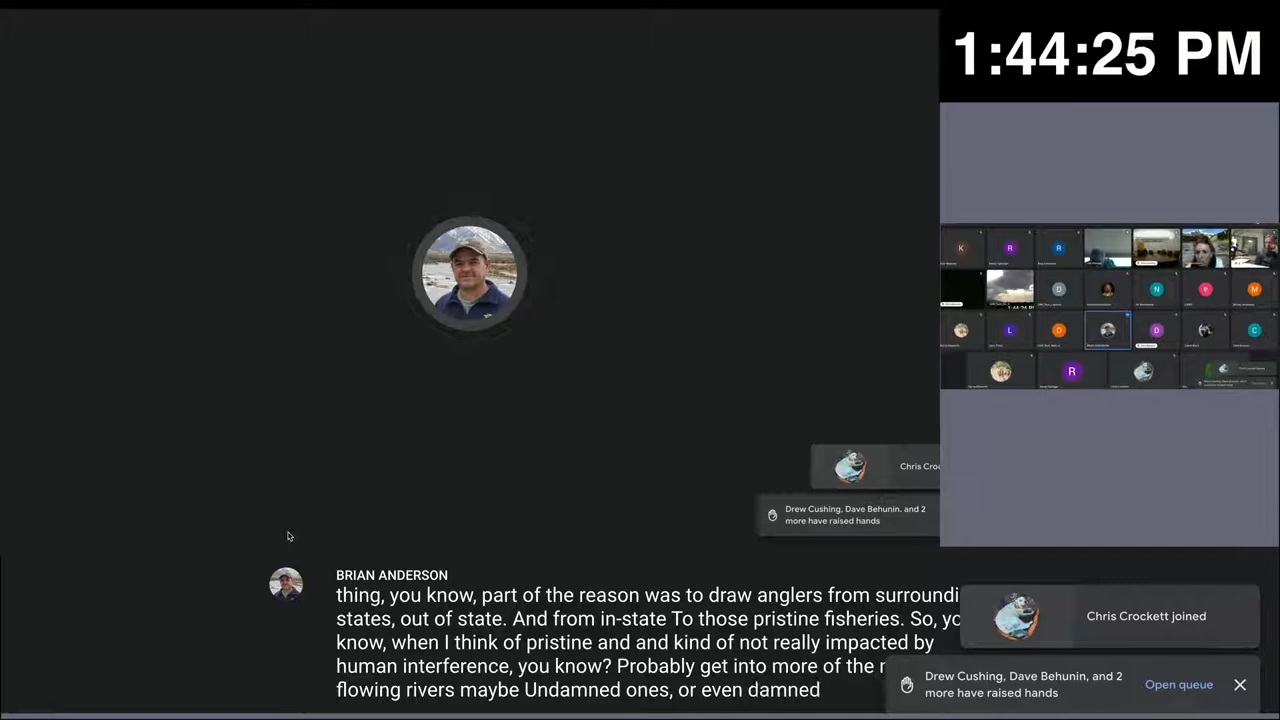 1:44:25 PM
K
R
R
D
N
e
M
L
D
D
C
R
Chris Croc
Drew Cushing, Dave Behunin. and 2
more have raised hands
BRIAN ANDERSON
thing, you know, part of the reason was to draw anglers from surroundi
states, out of state. And from in-state To those pristine fisheries. So, yo
know, when I think of pristine and and kind of not really impacted by
human interference, you know? Probably get into more of the
flowing rivers maybe Undamned ones, or even damned
Chris Crockett joined
Drew Cushing, Dave Behunin, and 2
more have raised hands
Open queue